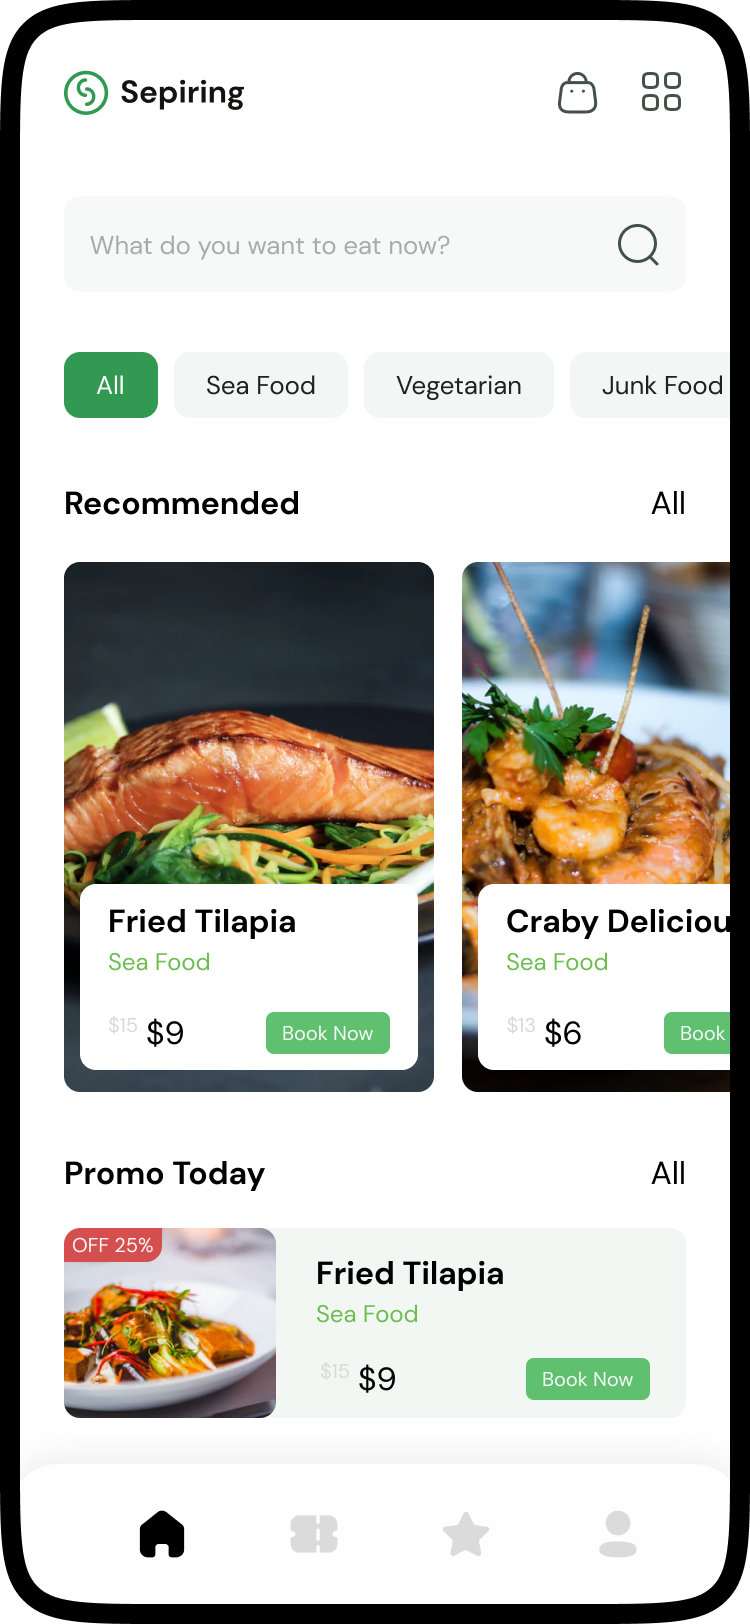 Sepiring
What do you want to eat now?
All
Sea Food
Vegetarian
Junk Food
Recommended
All
Fried Tilapia
Sea Food
$15 $9
Book Now
Craby Deliciou
Sea Food
$13 $6
Book
Promo Today
All
OFF 25%
Fried Tilapia
Sea Food
$15 $9
Book Now